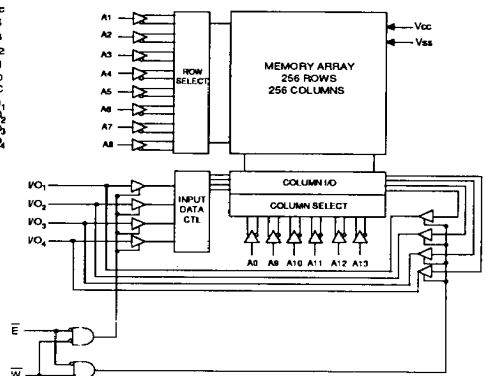 A1
A2
A3
A4
A5
A6
A7
A8
ROW
SELECT
MEMORY ARRAY
256 ROWS
256 COLUMNS
Vcc
Vss
I/O1
I/O2
I/O3
I/O4
INPUT
DATA
CTL
COLUMN I/O
COLUMN SELECT
A0 A9 A10 A11 A12 A13
E
W